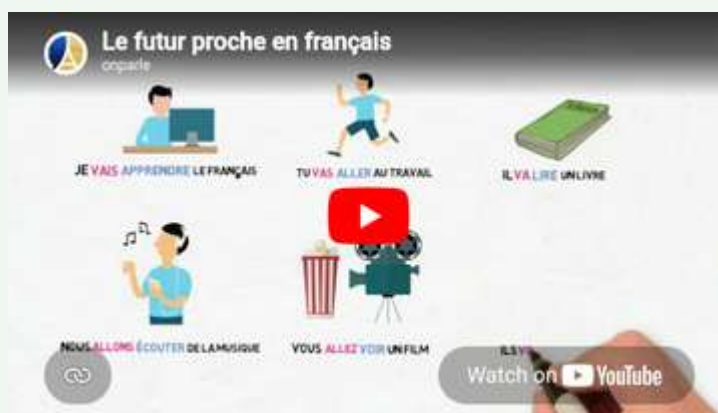 Le futur proche en français
onparle
JE VAIS APPRENDRE LE FRANÇAIS
TU VAS ALLER AU TRAVAIL
IL VA LIRE UN LIVRE
NOUS ALLONS ÉCOUTER DE LA MUSIQUE
VOUS ALLEZ VOIR UN FILM
ILS
Watch on YouTube